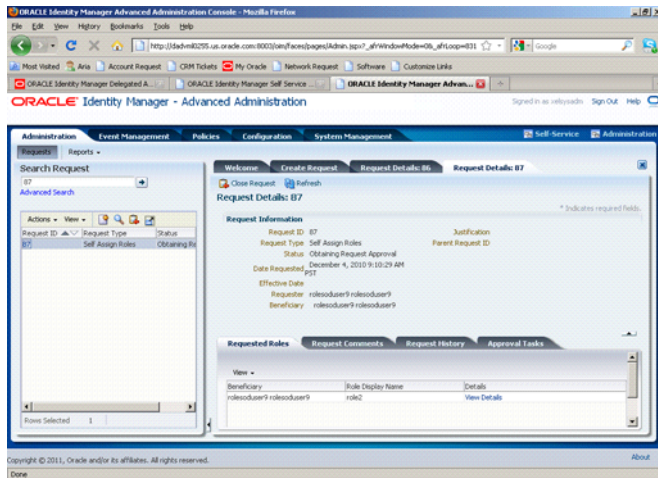 ORACLE Identity Manager Advanced Administration Console - Mozilla Firefox
File Edit View History Bookmarks Tools Help
http://dadvml0255.us.oracle.com:8003/oim/faces/pages/Admin.jspx?_afrWindowMode=0&_afrLoop=831
Google
Most Visited Aria Account Request CRM Tickets My Oracle Network Request Software Customize Links
ORACLE Identity Manager Delegated A...
ORACLE Identity Manager Self Service ...
ORACLE Identity Manager Advan...
ORACLE Identity Manager - Advanced Administration
Signed in as xelsysadm Sign Out Help
Administration Event Management Policies Configuration System Management
Self-Service Administration
Requests Reports
Search Request
87
Advanced Search
Actions View
Request ID Request Type Status
87 Self Assign Roles Obtaining Re
Rows Selected 1
Welcome Create Request Request Details: 86 Request Details: 87
Close Request Refresh
Request Details: 87
* Indicates required fields.
Request Information
Request ID 87
Request Type Self Assign Roles
Status Obtaining Request Approval
Date Requested December 4, 2010 9:10:29 AM
PST
Effective Date
Requester rolesoduser9 rolesoduser9
Beneficiary rolesoduser9 rolesoduser9
Justification
Parent Request ID
Requested Roles Request Comments Request History Approval Tasks
View
Beneficiary Role Display Name Details
rolesoduser9 rolesoduser9 role2 View Details
Copyright © 2011, Oracle and/or its affiliates. All rights reserved.
About
Done